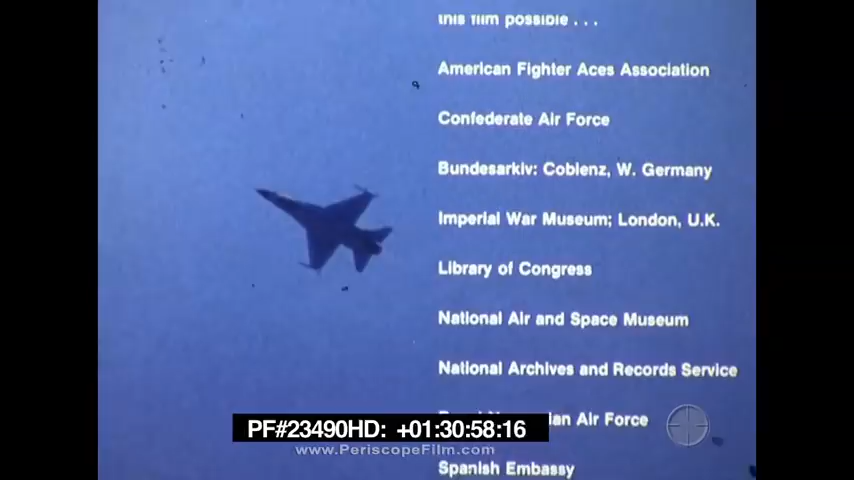 this film possible . . .
American Fighter Aces Association
Confederate Air Force
Bundesarkiv: Coblenz, W. Germany
Imperial War Museum; London, U.K.
Library of Congress
National Air and Space Museum
National Archives and Records Service
Air Force
PF#23490HD: +01:30:58:16
www.PeriscopeFilm.com
Spanish Embassy